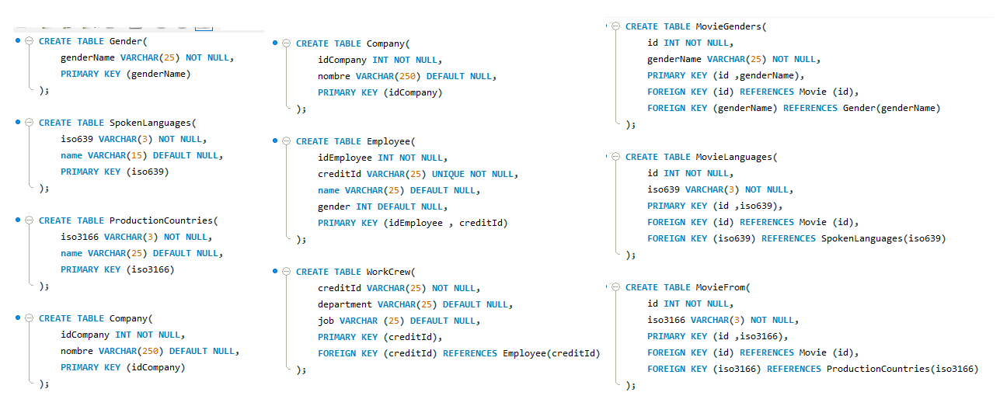 CREATE TABLE Gender(
genderName VARCHAR(25) NOT NULL,
PRIMARY KEY (genderName)
);
CREATE TABLE SpokenLanguages(
iso639 VARCHAR(3) NOT NULL,
name VARCHAR(15) DEFAULT NULL,
PRIMARY KEY (iso639)
);
CREATE TABLE ProductionCountries(
iso3166 VARCHAR(3) NOT NULL,
name VARCHAR(25) DEFAULT NULL,
PRIMARY KEY (iso3166)
);
CREATE TABLE Company(
idCompany INT NOT NULL,
nombre VARCHAR(250) DEFAULT NULL,
PRIMARY KEY (idCompany)
);
CREATE TABLE Company(
idCompany INT NOT NULL,
nombre VARCHAR(250) DEFAULT NULL,
PRIMARY KEY (idCompany)
);
CREATE TABLE Employee(
idEmployee INT NOT NULL,
creditId VARCHAR(25) UNIQUE NOT NULL,
name VARCHAR(25) DEFAULT NULL,
gender INT DEFAULT NULL,
PRIMARY KEY (idEmployee , creditId)
);
CREATE TABLE WorkCrew(
creditId VARCHAR(25) NOT NULL,
department VARCHAR(25) DEFAULT NULL,
job VARCHAR (25) DEFAULT NULL,
PRIMARY KEY (creditId),
FOREIGN KEY (creditId) REFERENCES Employee(creditId)
);
CREATE TABLE MovieGenders(
id INT NOT NULL,
genderName VARCHAR(25) NOT NULL,
PRIMARY KEY (id ,genderName),
FOREIGN KEY (id) REFERENCES Movie (id),
FOREIGN KEY (genderName) REFERENCES Gender(genderName)
);
CREATE TABLE MovieLanguages(
id INT NOT NULL,
iso639 VARCHAR(3) NOT NULL,
PRIMARY KEY (id ,iso639),
FOREIGN KEY (id) REFERENCES Movie (id),
FOREIGN KEY (iso639) REFERENCES SpokenLanguages(iso639)
);
CREATE TABLE MovieFrom(
id INT NOT NULL,
iso3166 VARCHAR(3) NOT NULL,
PRIMARY KEY (id ,iso3166),
FOREIGN KEY (id) REFERENCES Movie (id),
FOREIGN KEY (iso3166) REFERENCES ProductionCountries(iso3166)
);